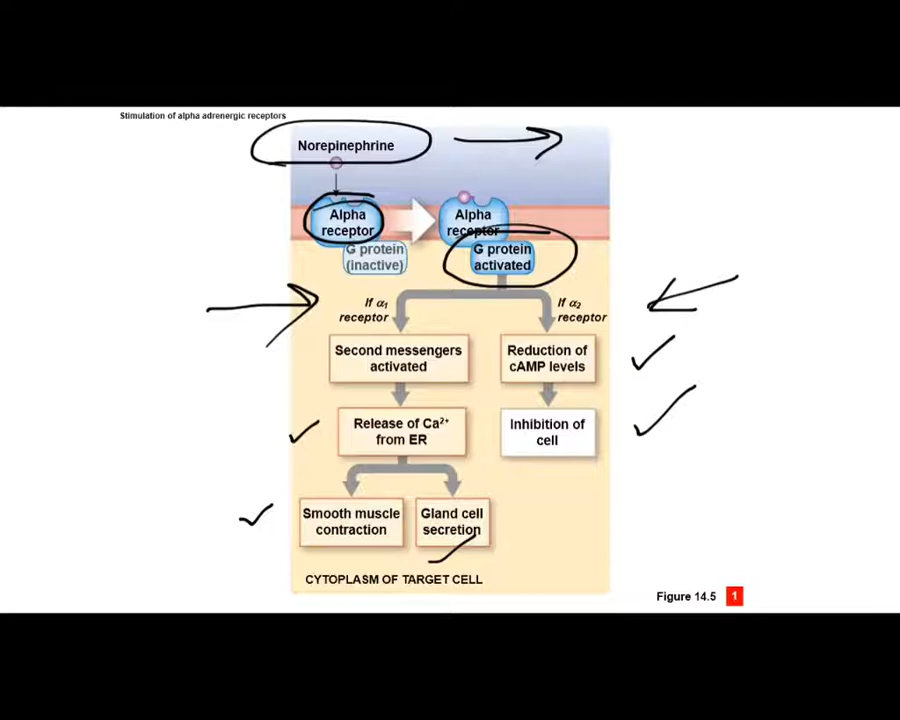 Stimulation of alpha adrenergic receptors
Norepinephrine
Alpha
receptor
Alpha
receptor
G protein
(inactive)
G protein
activated
If α₁
receptor
If α₂
receptor
Second messengers
activated
Reduction of
cAMP levels
Release of Ca²⁺
from ER
Inhibition of
cell
Smooth muscle
contraction
Gland cell
secretion
CYTOPLASM OF TARGET CELL
Figure 14.5 1